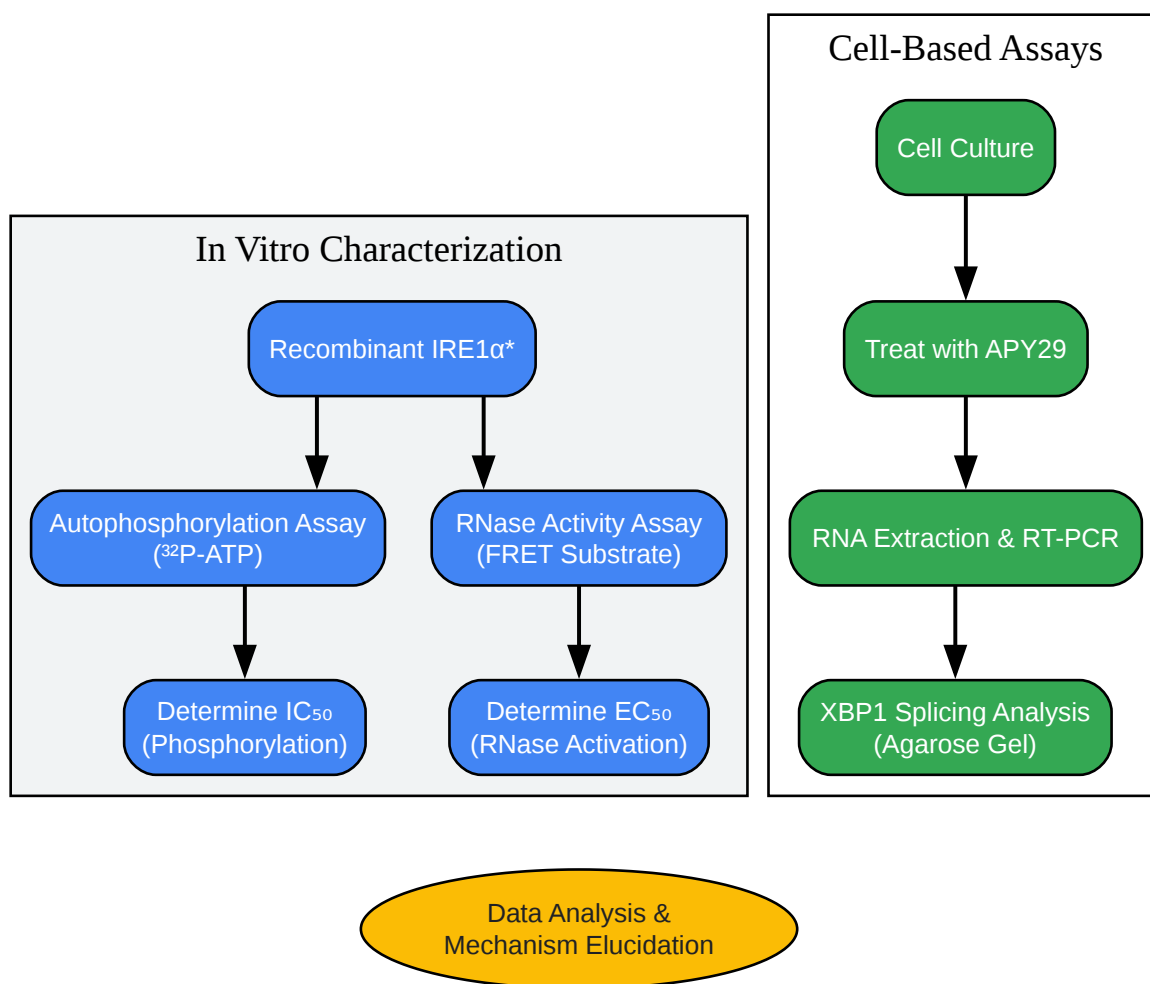 In Vitro Characterization
Recombinant IRE1α*
Autophosphorylation Assay
(³²P-ATP)
RNase Activity Assay
(FRET Substrate)
Determine IC₅₀
(Phosphorylation)
Determine EC₅₀
(RNase Activation)
Cell-Based Assays
Cell Culture
Treat with APY29
RNA Extraction & RT-PCR
XBP1 Splicing Analysis
(Agarose Gel)
Data Analysis &
Mechanism Elucidation